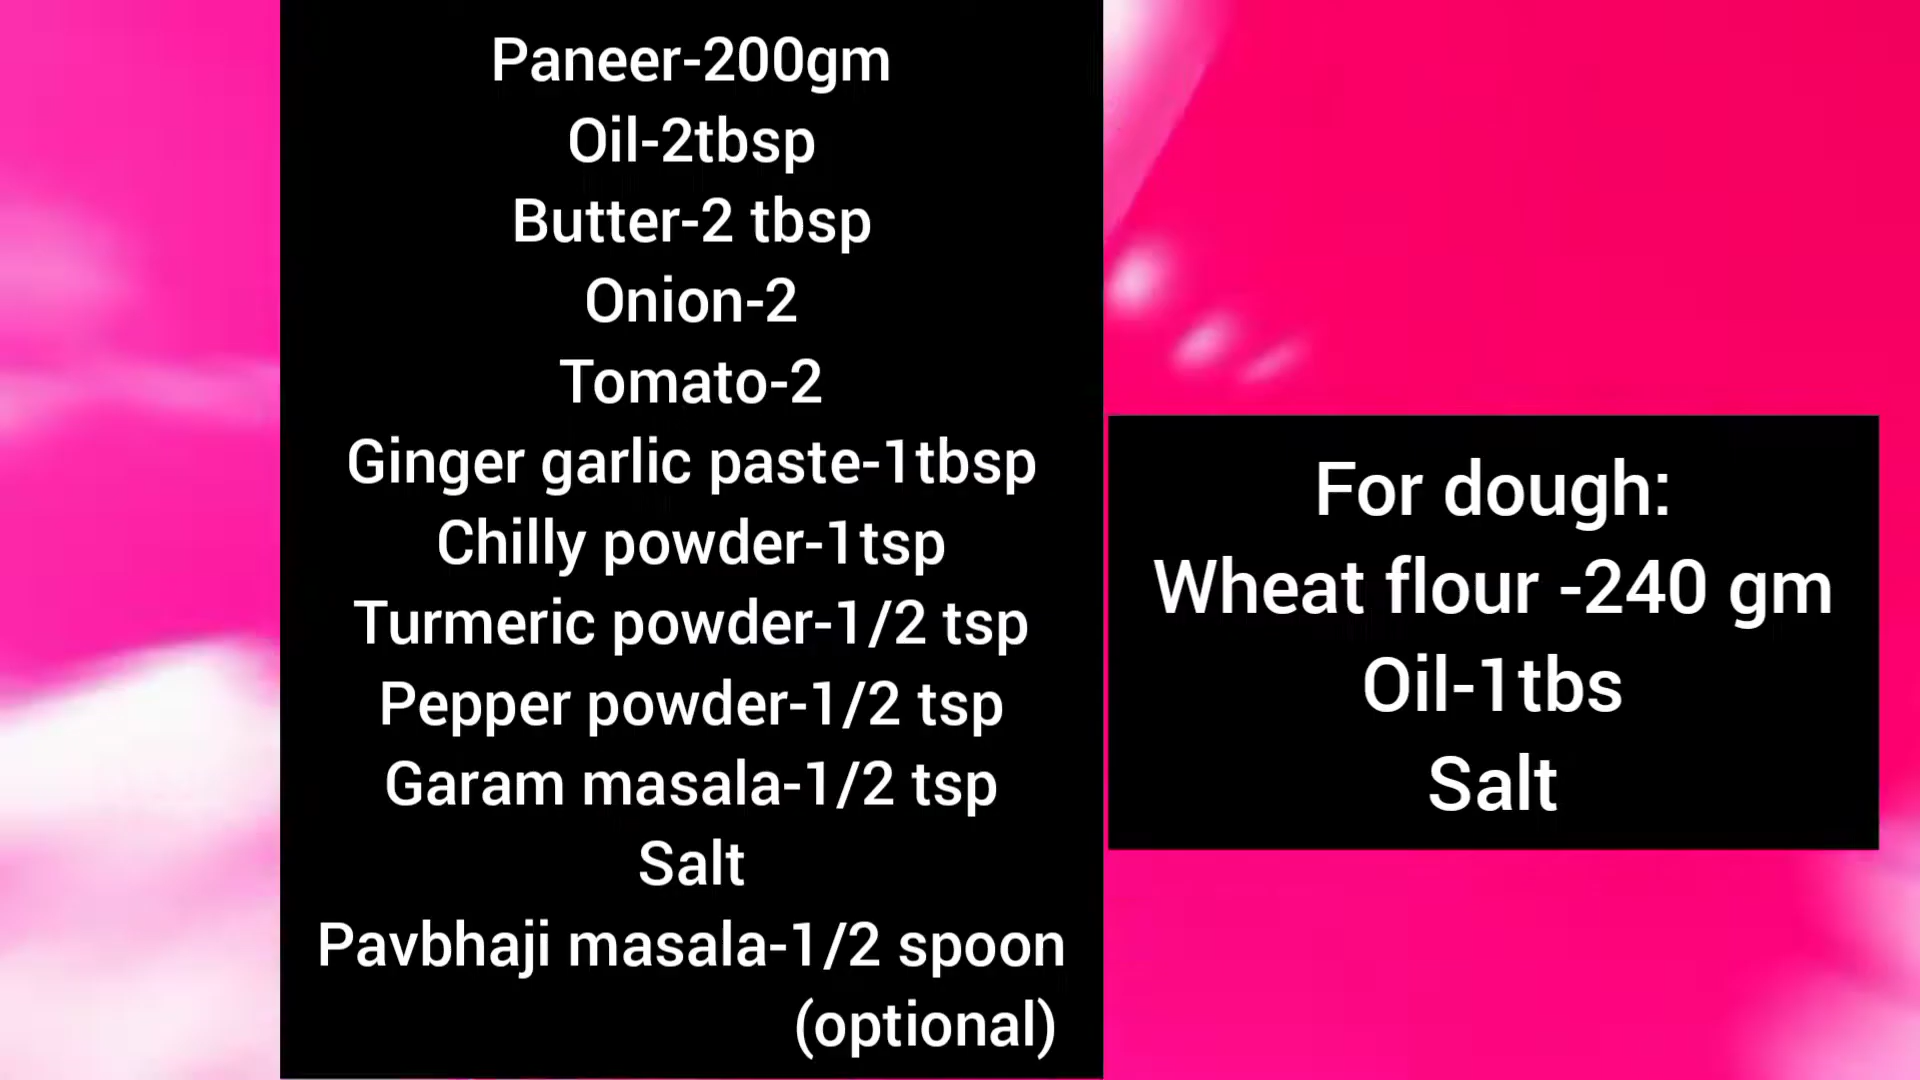 Paneer-200gm
Oil-2tbsp
Butter-2 tbsp
Onion-2
Tomato-2
Ginger garlic paste-1tbsp
Chilly powder-1tsp
Turmeric powder-1/2 tsp
Pepper powder-1/2 tsp
Garam masala-1/2 tsp
Salt
Pavbhaji masala-1/2 spoon
(optional)
For dough:
Wheat flour -240 gm
Oil-1tbs
Salt